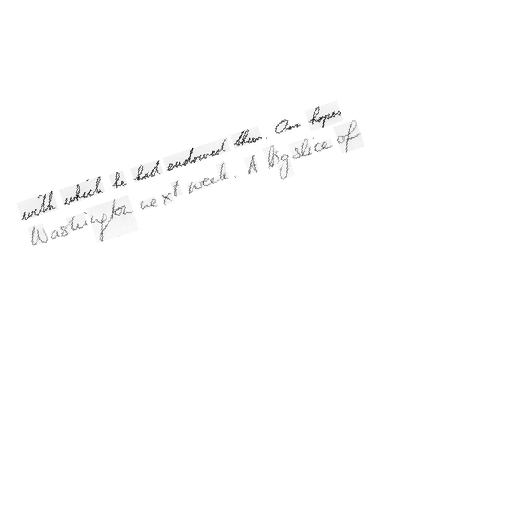 with which he had endowed them. Our hopes
Washington next week. A big slice of